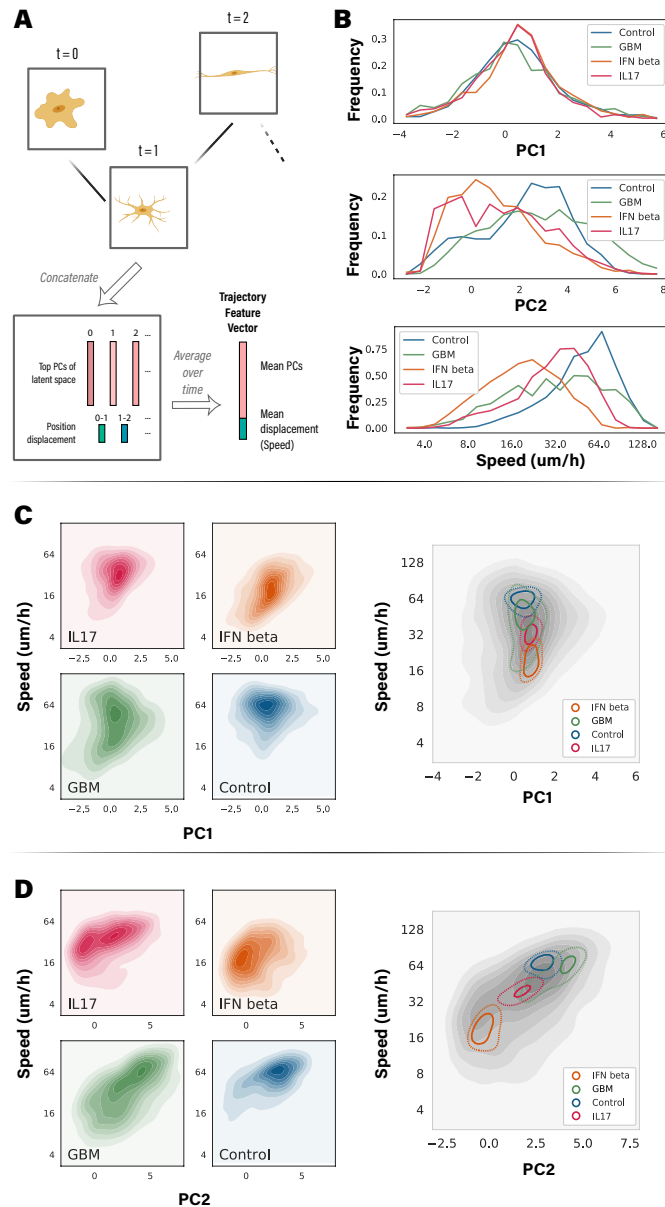 A
t=0
t=2
t=1
Concatenate
0 1 2 ...
Top PCs of
latent space
...
0-1 1-2 ...
Position
displacement
...
Average
over
time
Trajectory
Feature
Vector
Mean PCs
Mean
displacement
(Speed)
B
Frequency
0.3
0.2
0.1
0.0
−4 −2 0 2 4 6
PC1
Control
GBM
IFN beta
IL17
Frequency
0.2
0.1
0.0
−2 0 2 4 6 8
PC2
Control
GBM
IFN beta
IL17
Frequency
0.75
0.50
0.25
0.00
4.0 8.0 16.0 32.0 64.0 128.0
Speed (um/h)
Control
GBM
IFN beta
IL17
C
Speed (um/h)
64
16
4
IL17
−2.5 0.0 2.5 5.0
64
16
4
IFN beta
−2.5 0.0 2.5 5.0
64
16
4
GBM
−2.5 0.0 2.5 5.0
64
16
4
Control
−2.5 0.0 2.5 5.0
PC1
Speed (um/h)
128
64
32
16
8
4
−4 −2 0 2 4 6
PC1
IFN beta
GBM
Control
IL17
D
Speed (um/h)
64
16
4
IL17
0 5
64
16
4
IFN beta
0 5
64
16
4
GBM
0 5
64
16
4
Control
0 5
PC2
Speed (um/h)
128
64
32
16
8
4
−3.0 0.0 2.5 5.0 7.5
PC2
IFN beta
GBM
Control
IL17